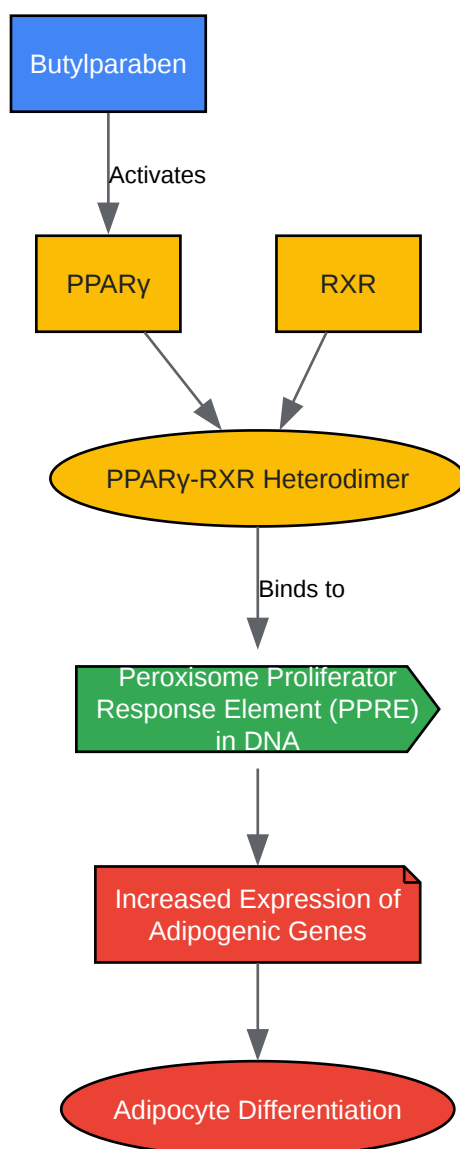 Butylparaben
Activates
PPARγ
RXR
PPARγ-RXR Heterodimer
Binds to
Peroxisome Proliferator
Response Element (PPRE)
in DNA
Increased Expression of
Adipogenic Genes
Adipocyte Differentiation